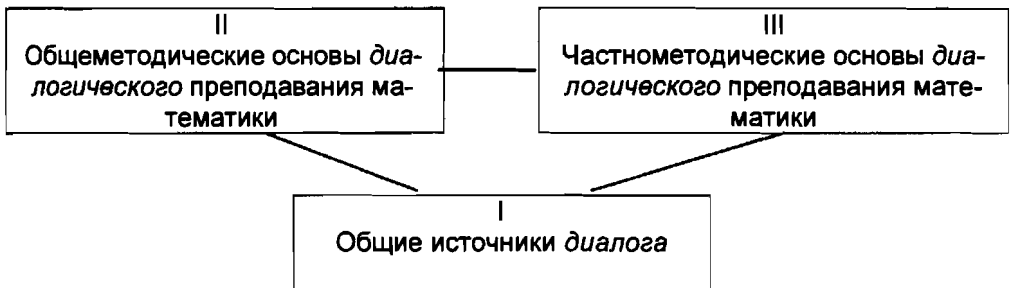 II
Общеметодические основы диа-
логического преподавания ма-
тематики
III
Частнометодические основы диа-
логического преподавания мате-
матики
I
Общие источники диалога